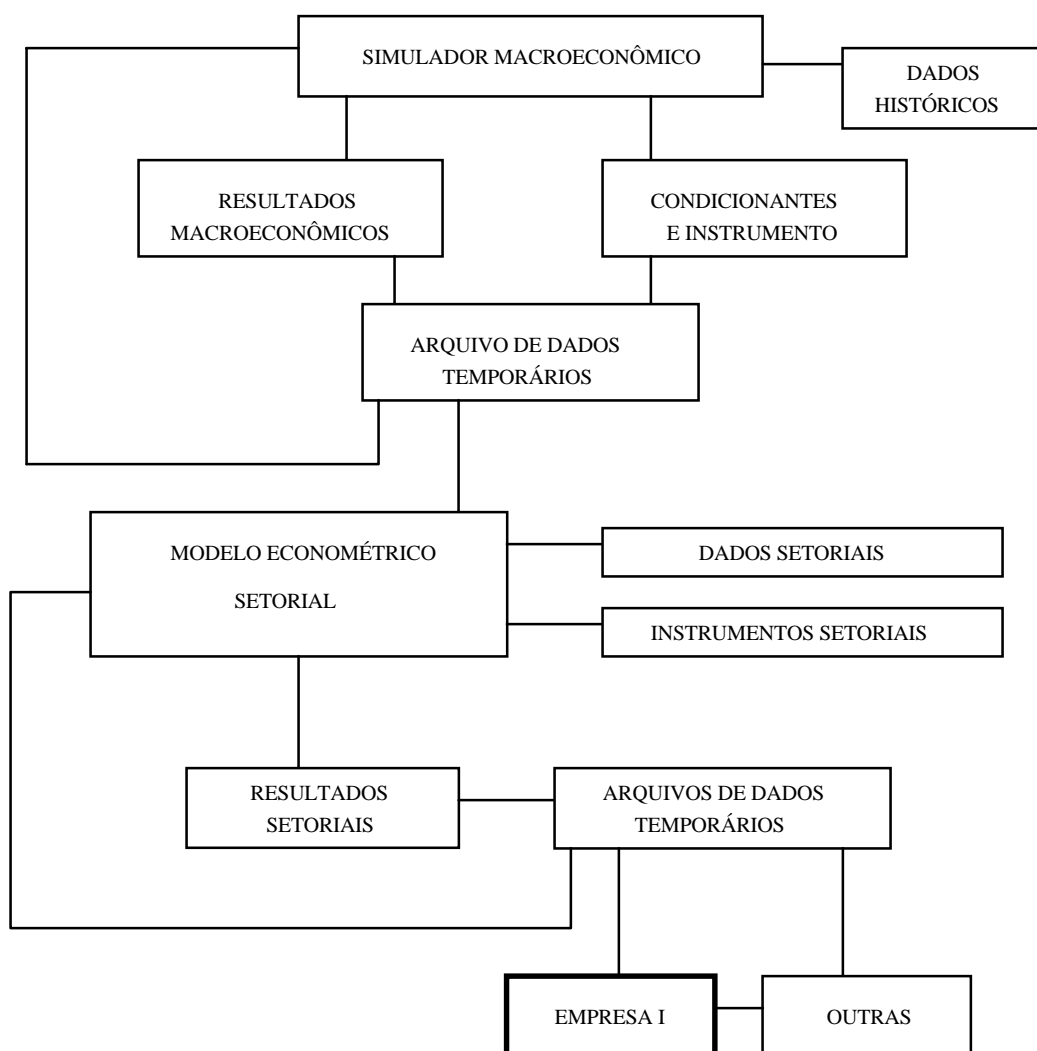 SIMULADOR MACROECONÔMICO
DADOS
HISTÓRICOS
RESULTADOS
MACROECONÔMICOS
CONDICIONANTES
E INSTRUMENTO
ARQUIVO DE DADOS
TEMPORÁRIOS
MODELO ECONOMÉTRICO
SETORIAL
DADOS SETORIAIS
INSTRUMENTOS SETORIAIS
RESULTADOS
SETORIAIS
ARQUIVOS DE DADOS
TEMPORÁRIOS
EMPRESA I
OUTRAS